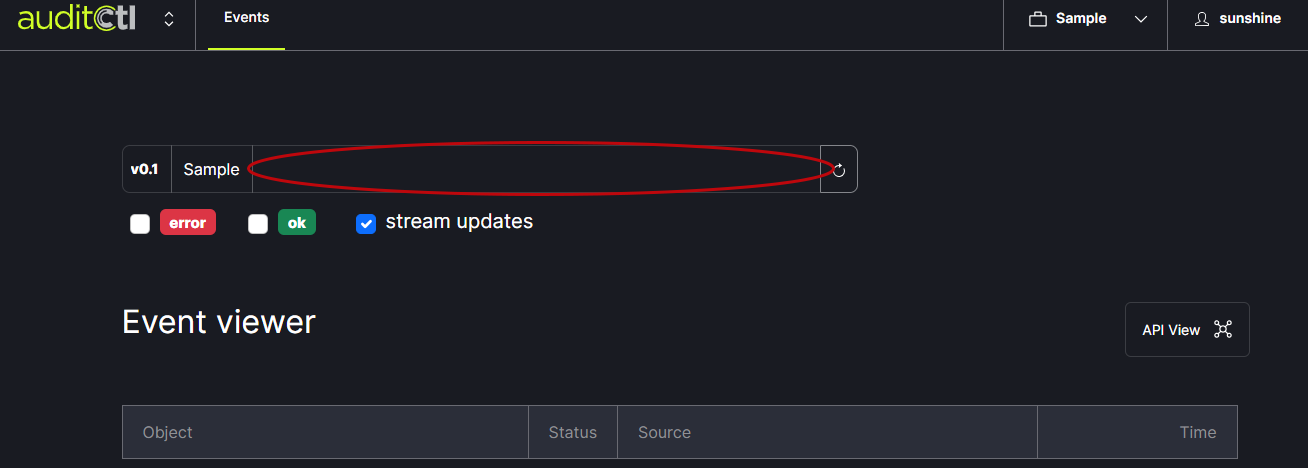 auditctl Events Sample sunshine
v0.1 Sample
error ok stream updates
Event viewer
API View
Object Status Source Time